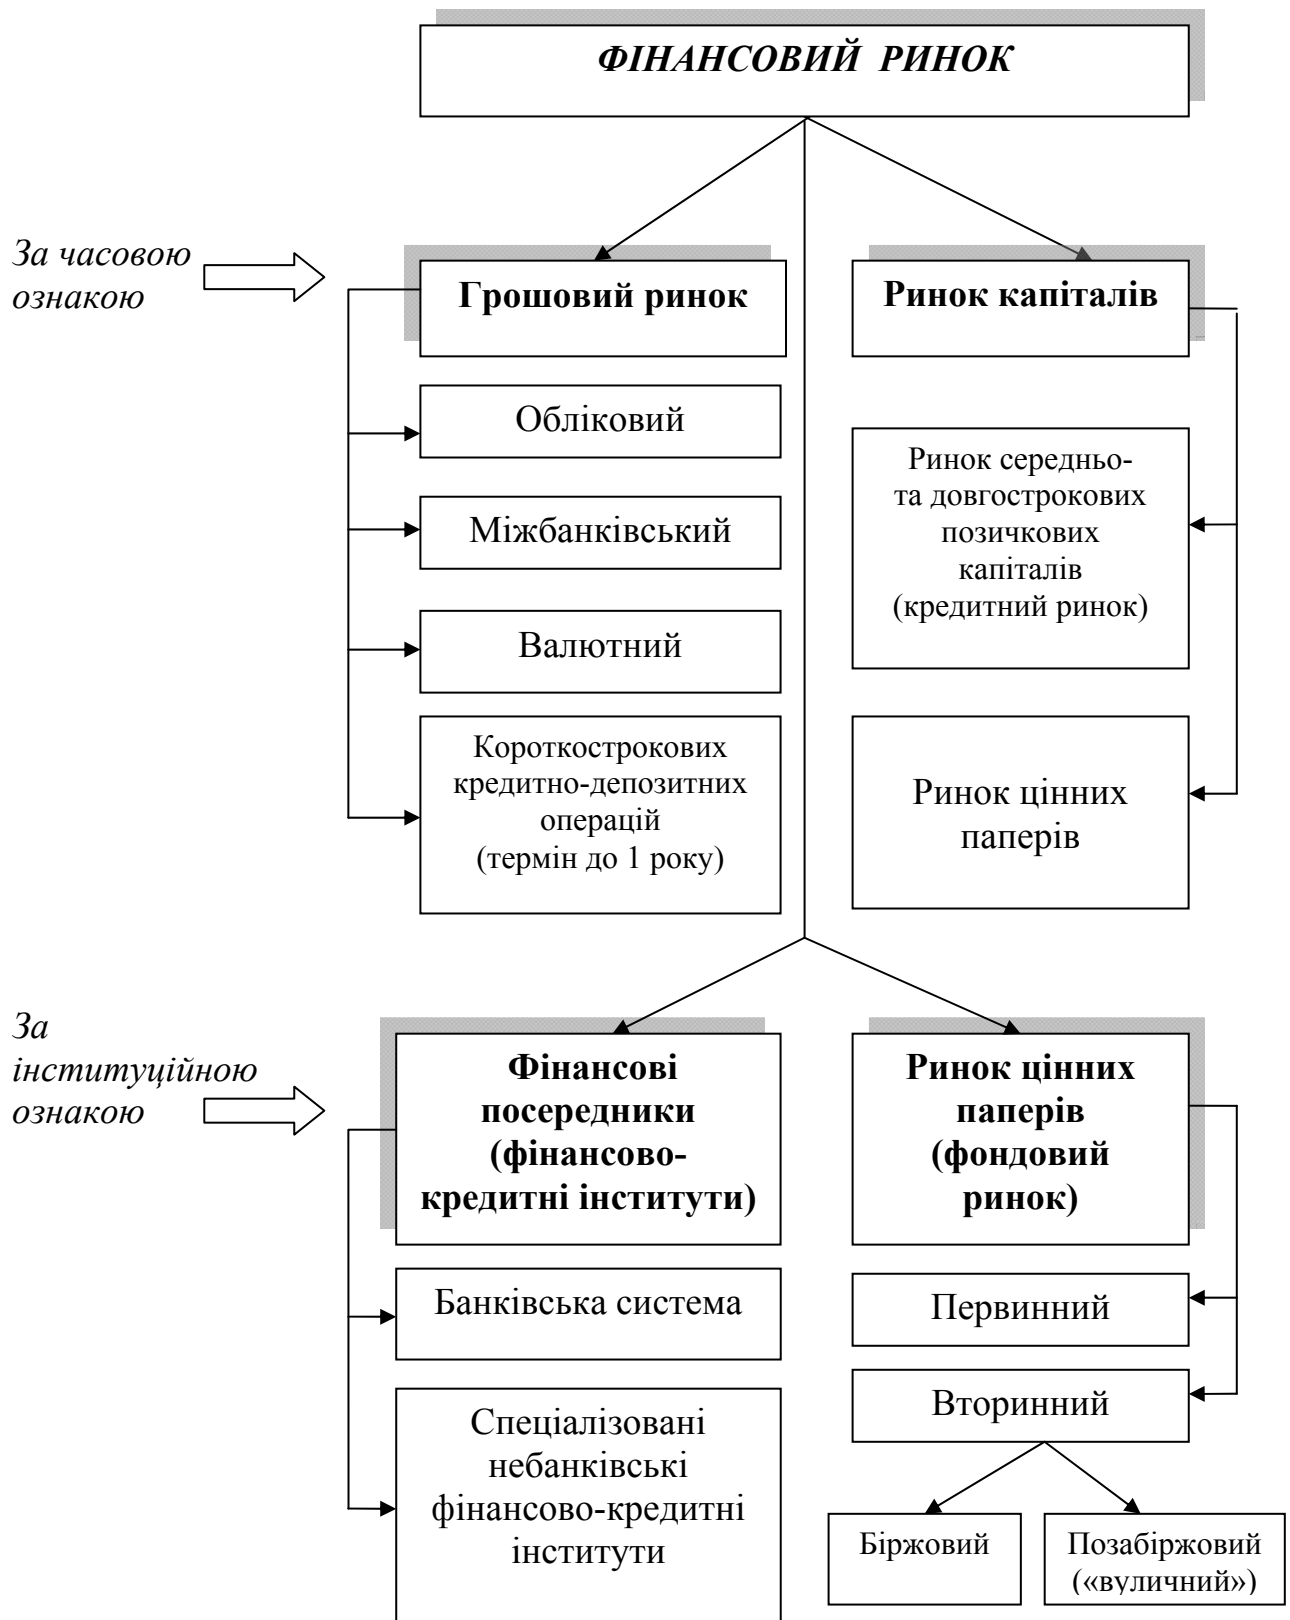 ФІНАНСОВИЙ РИНОК
За часовою
ознакою
Грошовий ринок
Ринок капіталів
Обліковий
Міжбанківський
Валютний
Короткострокових
кредитно-депозитних
операцій
(термін до 1 року)
Ринок середньо-
та довгострокових
позичкових
капіталів
(кредитний ринок)
Ринок цінних
паперів
За
інституційною
ознакою
Фінансові
посередники
(фінансово-
кредитні інститути)
Ринок цінних
паперів
(фондовий
ринок)
Банківська система
Спеціалізовані
небанківські
фінансово-кредитні
інститути
Первинний
Вторинний
Біржовий
Позабіржовий
(«вуличний»)